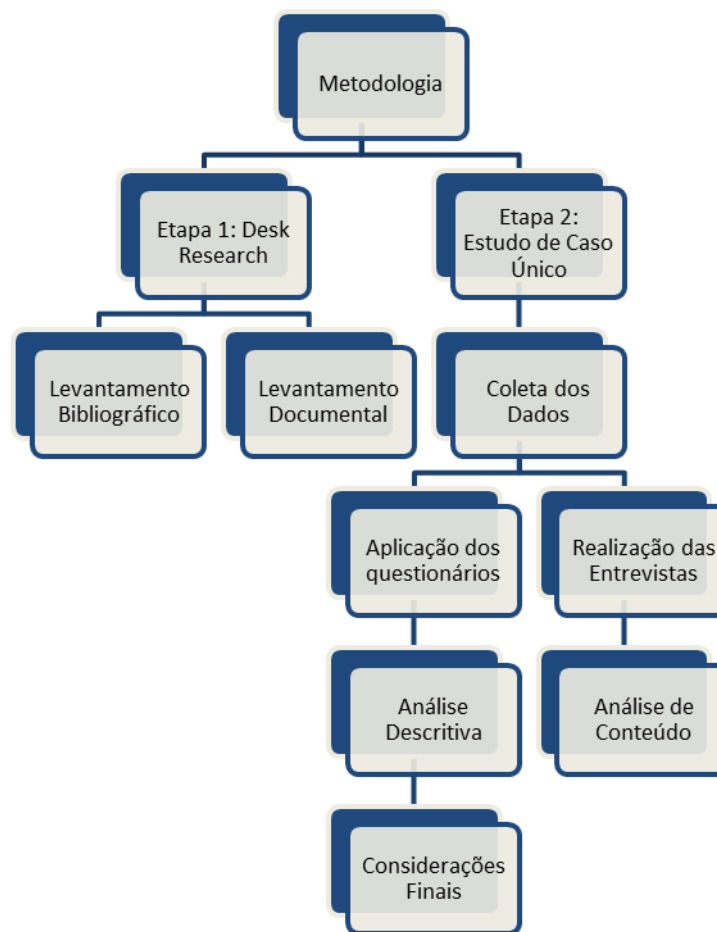 Metodologia
Etapa 1: Desk
Research
Etapa 2:
Estudo de Caso
Único
Levantamento
Bibliográfico
Levantamento
Documental
Coleta dos
Dados
Aplicação dos
questionários
Realização das
Entrevistas
Análise
Descritiva
Análise de
Conteúdo
Considerações
Finais